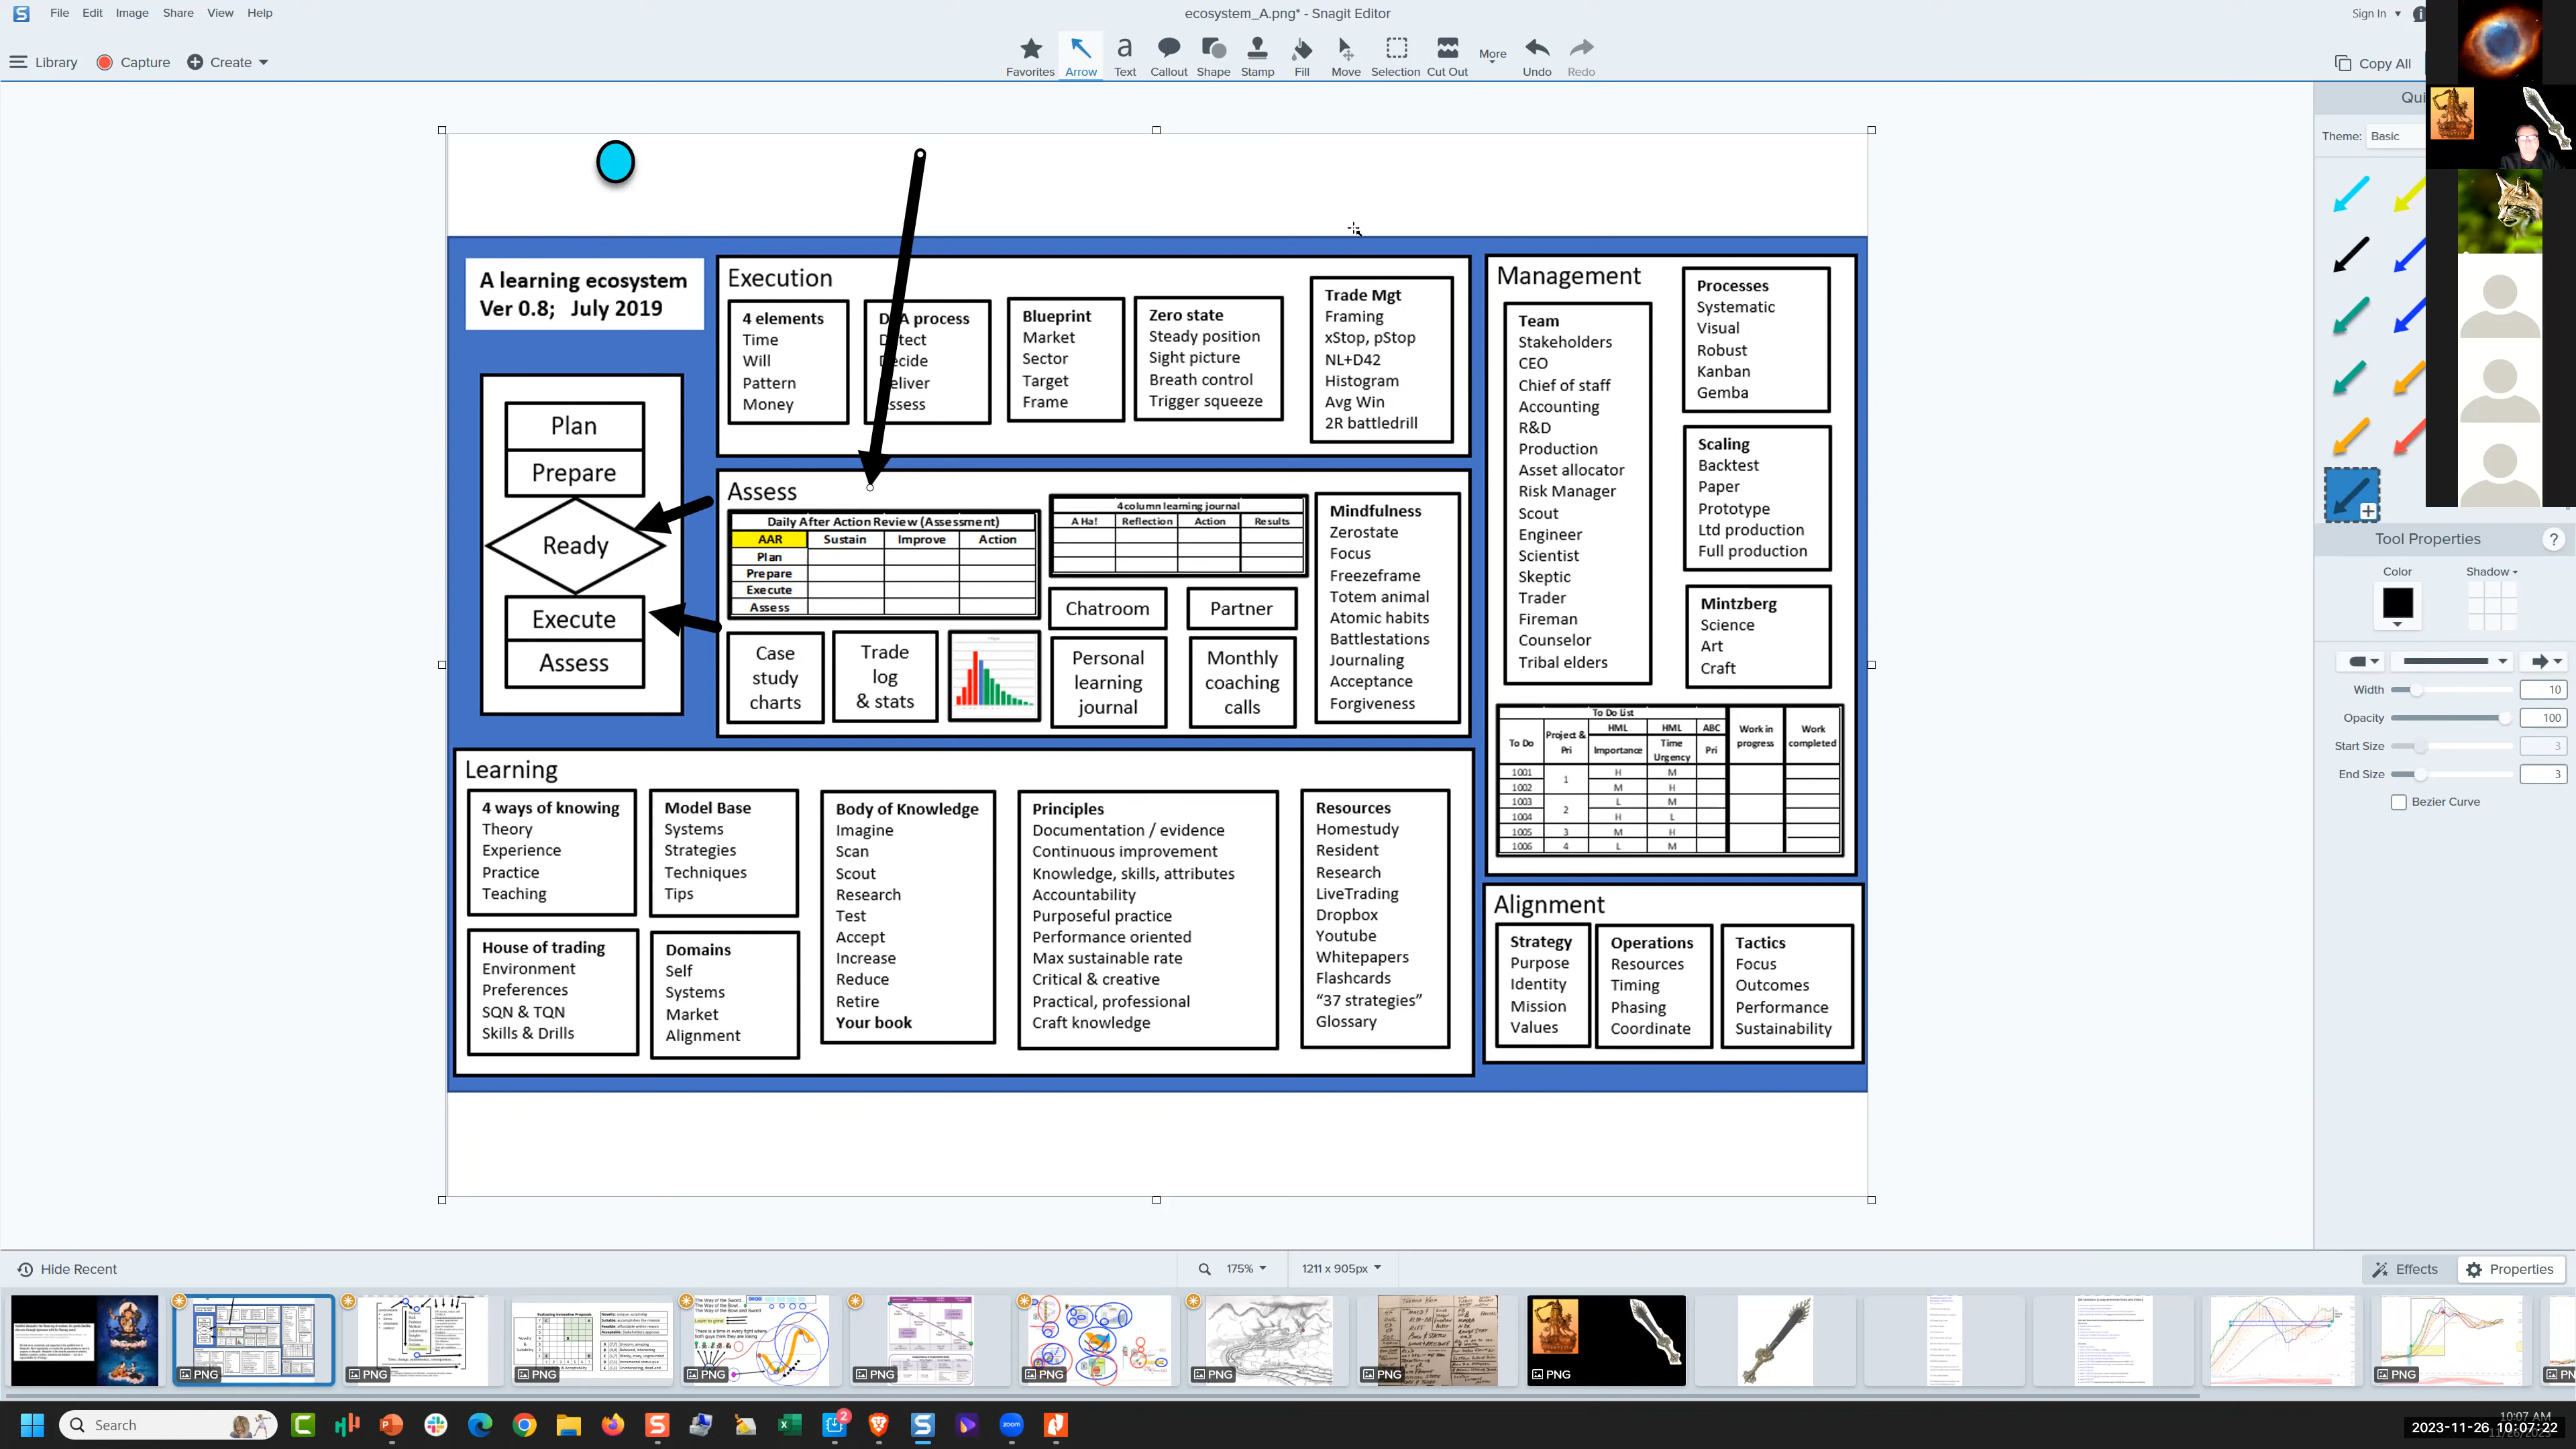 File Edit Image Share View Help
ecosystem_A.png* - Snagit Editor
Sign In
Library Capture Create
Favorites Arrow Text Callout Shape Stamp Fill Move Selection Cut Out More Undo Redo
Copy All
Theme: Basic
A learning ecosystem
Ver 0.8; July 2019
Plan
Prepare
Ready
Execute
Assess
Execution
4 elements
Time
Will
Pattern
Money
process
Blueprint
Market
Sector
Target
Frame
Zero state
Steady position
Sight picture
Breath control
Trigger squeeze
Trade Mgt
Framing
xStop, pStop
NL+D42
Histogram
Avg Win
2R battledrill
Assess
Daily After Action Review (Assessment)
AAR Sustain Improve Action
Plan
Prepare
Execute
Assess
4 column learning journal
A Ha! Reflection Action Results
Chatroom
Partner
Case
study
charts
Trade
log
& stats
Personal
learning
journal
Monthly
coaching
calls
Mindfulness
Zerostate
Focus
Freezeframe
Totem animal
Atomic habits
Battlestations
Journaling
Acceptance
Forgiveness
Management
Team
Stakeholders
CEO
Chief of staff
Accounting
R&D
Production
Asset allocator
Risk Manager
Scout
Engineer
Scientist
Skeptic
Trader
Fireman
Counselor
Tribal elders
Processes
Systematic
Visual
Robust
Kanban
Gemba
Scaling
Backtest
Paper
Prototype
Ltd production
Full production
Mintzberg
Science
Art
Craft
To Do List
To Do Project & Pri HML Importance HML Time Urgency ABC Pri Work in progress Work completed
1001 1 H M
1002 M H
1003 2 L M
1004 H L
1005 3 M H
1006 4 L M
Learning
4 ways of knowing
Theory
Experience
Practice
Teaching
Model Base
Systems
Strategies
Techniques
Tips
House of trading
Environment
Preferences
SQN & TQN
Skills & Drills
Domains
Self
Systems
Market
Alignment
Body of Knowledge
Imagine
Scan
Scout
Research
Test
Accept
Increase
Reduce
Retire
Your book
Principles
Documentation / evidence
Continuous improvement
Knowledge, skills, attributes
Accountability
Purposeful practice
Performance oriented
Max sustainable rate
Critical & creative
Practical, professional
Craft knowledge
Resources
Homestudy
Resident
Research
LiveTrading
Dropbox
Youtube
Whitepapers
Flashcards
“37 strategies”
Glossary
Alignment
Strategy
Purpose
Identity
Mission
Values
Operations
Resources
Timing
Phasing
Coordinate
Tactics
Focus
Outcomes
Performance
Sustainability
Tool Properties ?
Color Shadow
Width 10
Opacity 100
Start Size 3
End Size 3
Bezier Curve
Hide Recent
175% 1211 x 905px
Effects Properties
PNG
PNG
PNG
PNG
PNG
PNG
PNG
PNG
PNG
PNG
Search
2
zoom
2023-11-26 10:07:22